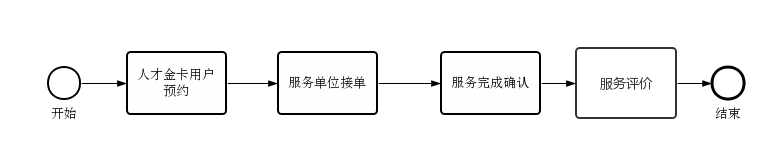 人才金卡用户
预约
服务单位接单
服务完成确认
服务评价
开始
结束